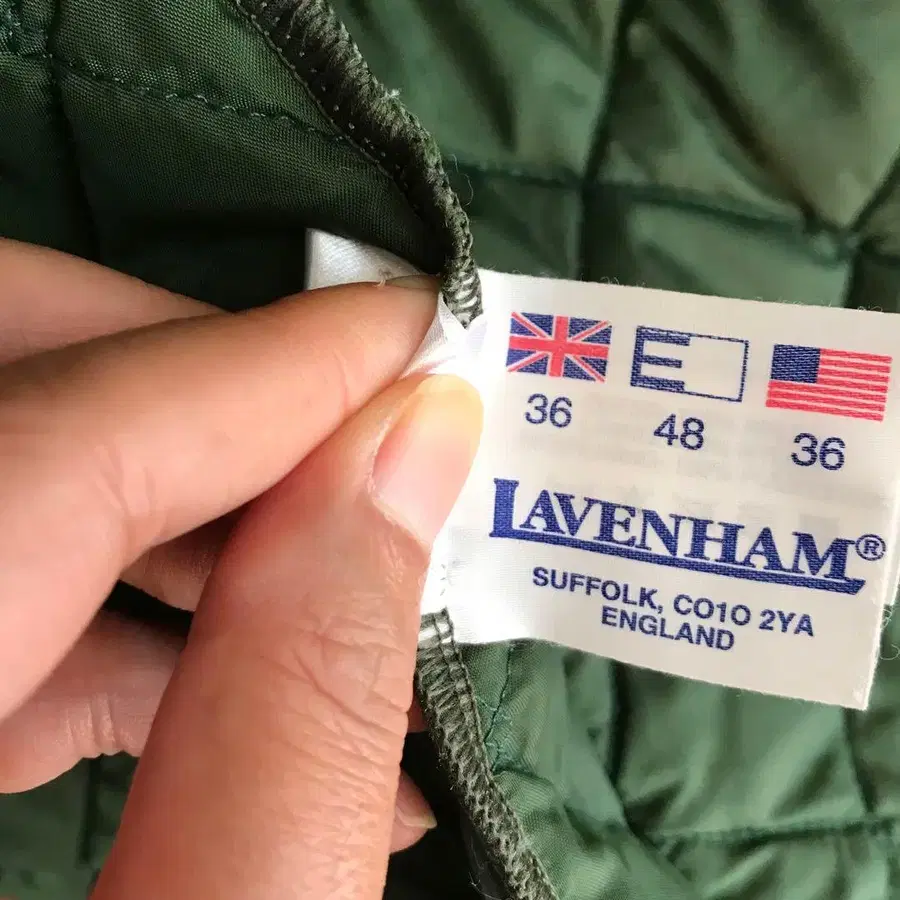 36 48 36
LAVENHAM®
SUFFOLK, CO10 2YA
ENGLAND